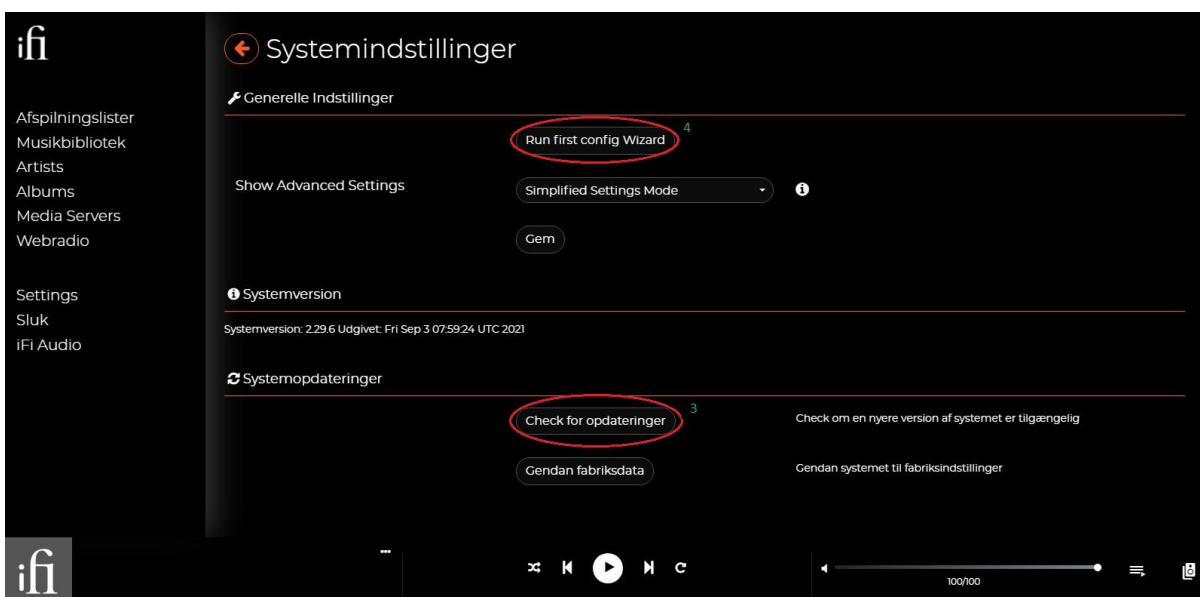 ifi
Systemindstillinger
Generelle Indstillinger
Afspilningslister
Musikbibliotek
Artists
Albums
Media Servers
Webradio
Settings
Sluk
iFi Audio
Run first config Wizard
4
Show Advanced Settings
Simplified Settings Mode
Gem
Systemversion
Systemversion: 2.29.6 Udgivet: Fri Sep 3 07:59:24 UTC 2021
Systemopdateringer
Check for opdateringer
3
Check om en nyere version af systemet er tilgængelig
Gendan fabriksdata
Gendan systemet til fabriksindstillinger
ifi
100/100